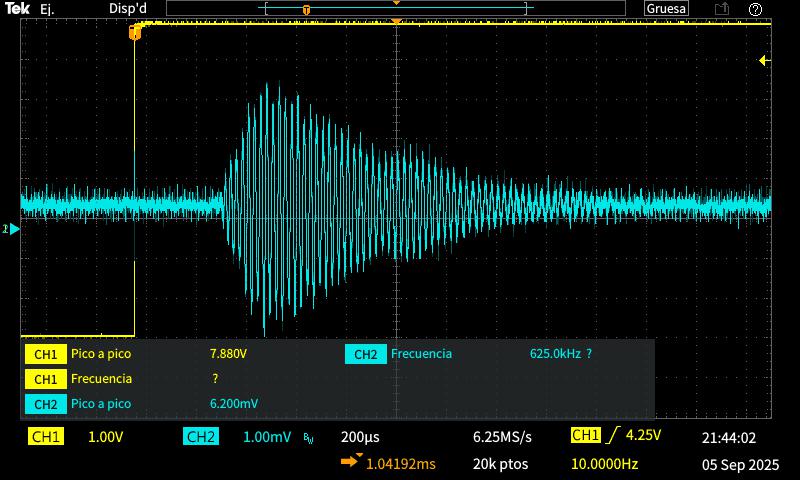 Tek Ej. Disp'd Gruesa
T
T
2
CH1 Pico a pico 7.880V CH2 Frecuencia 625.0kHz ?
CH1 Frecuencia ?
CH2 Pico a pico 6.200mV
CH1 1.00V CH2 1.00mV BW 200µs 6.25MS/s CH1 4.25V 21:44:02
1.04192ms 20k ptos 10.0000Hz 05 Sep 2025